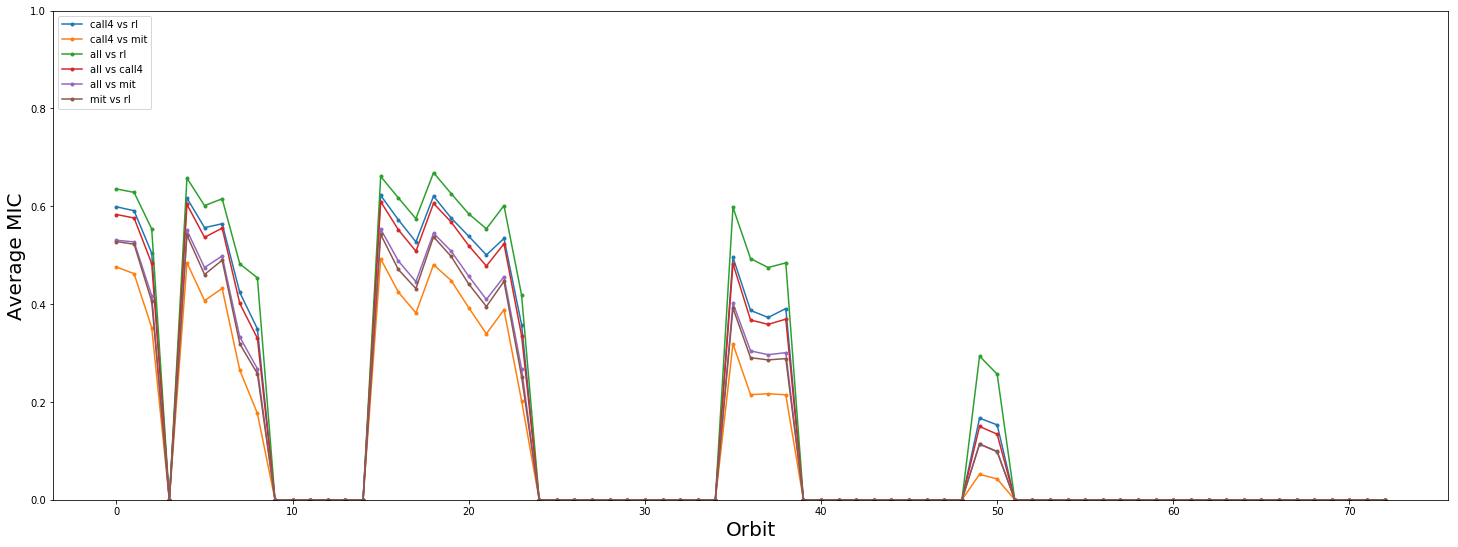 call4 vs rl
call4 vs mit
all vs rl
all vs call4
all vs mit
mit vs rl
1.0
0.8
0.6
0.4
0.2
0.0
Average MIC
0 10 20 30 40 50 60 70
Orbit